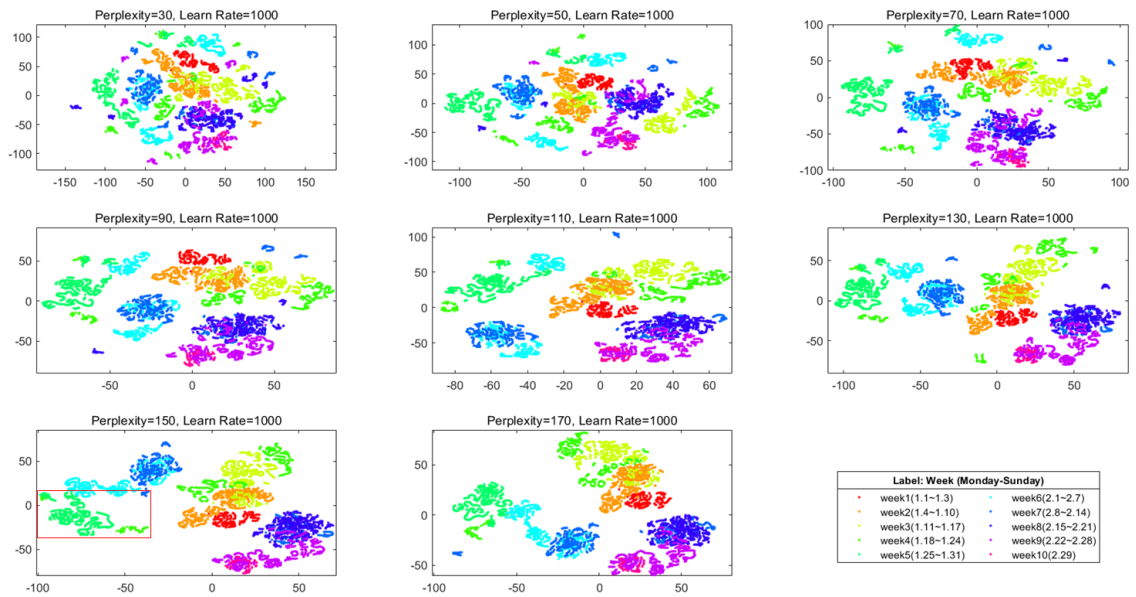 Perplexity=30, Learn Rate=1000
100
50
0
-50
-100
-150 -100 -50 0 50 100 150
Perplexity=50, Learn Rate=1000
100
50
0
-50
-100
-100 -50 0 50 100
Perplexity=70, Learn Rate=1000
100
50
0
-50
-100
-100 -50 0 50 100
Perplexity=90, Learn Rate=1000
50
0
-50
-50 0 50
Perplexity=110, Learn Rate=1000
100
50
0
-50
-80 -60 -40 -20 0 20 40 60
Perplexity=130, Learn Rate=1000
50
0
-50
-100 -50 0 50
Perplexity=150, Learn Rate=1000
50
0
-50
-100 -50 0 50
Perplexity=170, Learn Rate=1000
50
0
-50
-100 -50 0 50
Label: Week (Monday-Sunday)
week1(1.1~1.3) week6(2.1~2.7)
week2(1.4~1.10) week7(2.8~2.14)
week3(1.11~1.17) week8(2.15~2.21)
week4(1.18~1.24) week9(2.22~2.28)
week5(1.25~1.31) week10(2.29)